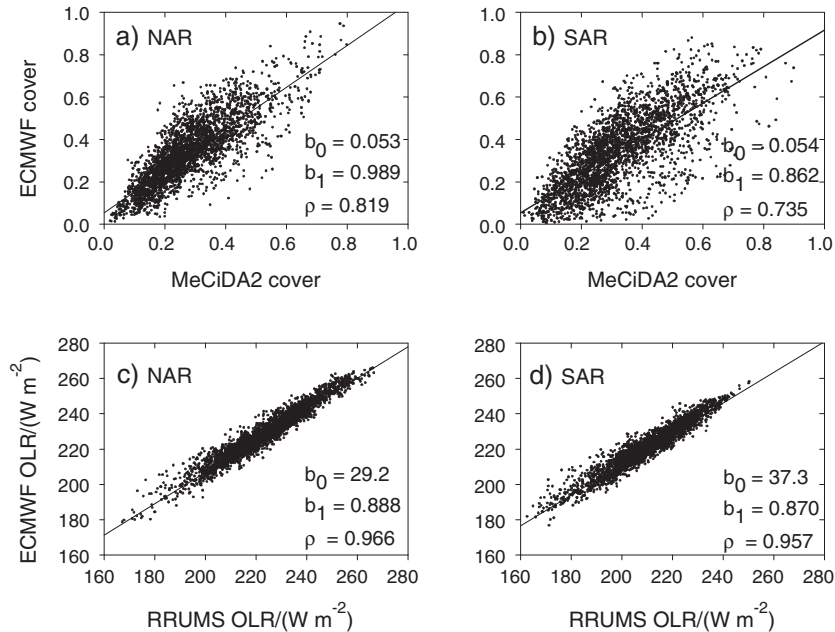 a) NAR
b) SAR
1.0
0.8
0.6
0.4
0.2
0.0
ECMWF cover
b0 = 0.053
b1 = 0.989
ρ = 0.819
b0 = 0.054
b1 = 0.862
ρ = 0.735
0.0 0.2 0.4 0.6 0.8 1.0
0.0 0.2 0.4 0.6 0.8 1.0
MeCiDA2 cover
MeCiDA2 cover
c) NAR
d) SAR
280
260
240
220
200
180
160
280
260
240
220
200
180
160
ECMWF OLR/(W m-2)
b0 = 29.2
b1 = 0.888
ρ = 0.966
b0 = 37.3
b1 = 0.870
ρ = 0.957
160 180 200 220 240 260 280
160 180 200 220 240 260 280
RRUMS OLR/(W m-2)
RRUMS OLR/(W m-2)
1.0
0.8
0.6
0.4
0.2
0.0